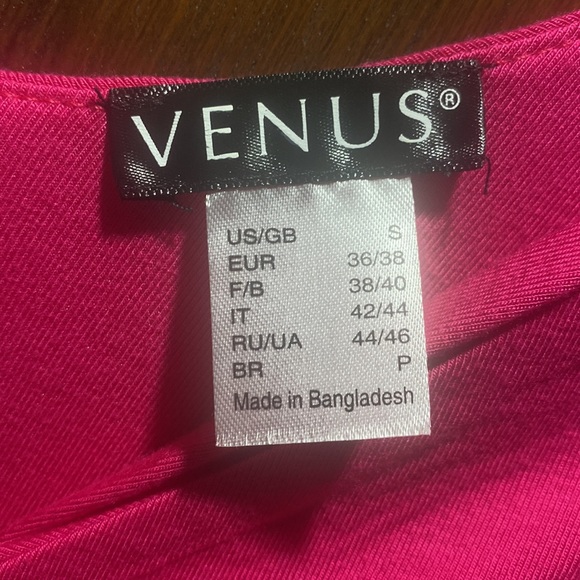 VENUS®
US/GB S
EUR 36/38
F/B 38/40
IT 42/44
RU/UA 44/46
BR P
Made in Bangladesh